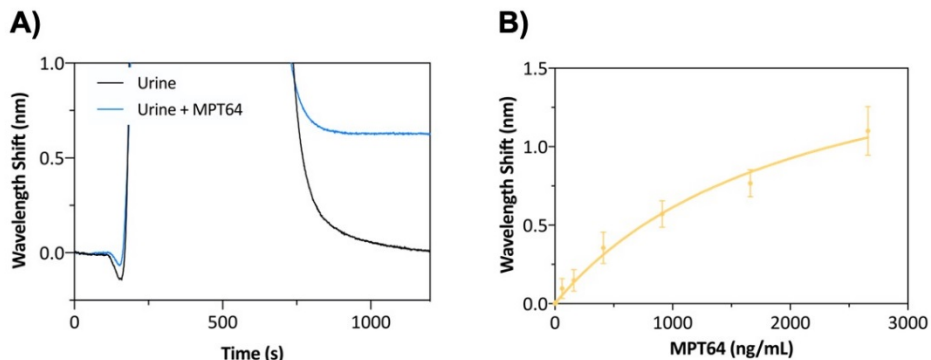 A)
B)
Wavelength Shift (nm)
1.0
0.5
0.0
Urine
Urine + MPT64
0
500
1000
Time (s)
Wavelength Shift (nm)
1.5
1.0
0.5
0.0
0
1000
2000
3000
MPT64 (ng/mL)